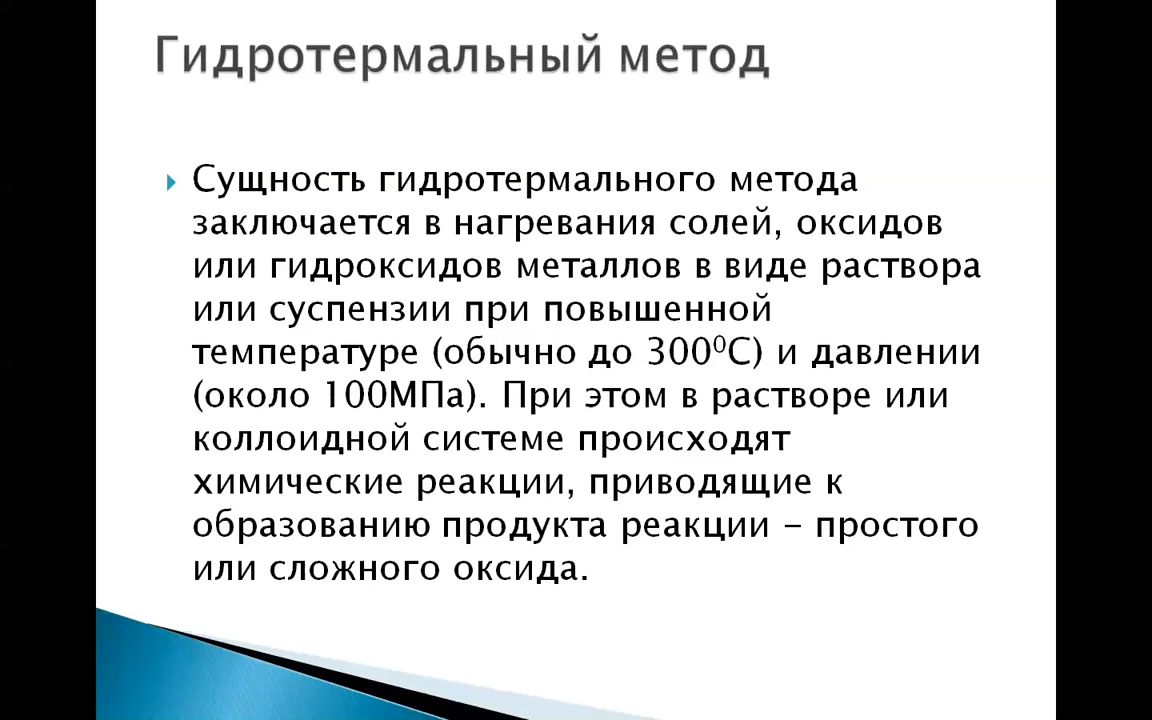 Гидротермальный метод
Сущность гидротермального метода
заключается в нагревания солей, оксидов
или гидроксидов металлов в виде раствора
или суспензии при повышенной
температуре (обычно до 300⁰С) и давлении
(около 100МПа). При этом в растворе или
коллоидной системе происходят
химические реакции, приводящие к
образованию продукта реакции – простого
или сложного оксида.